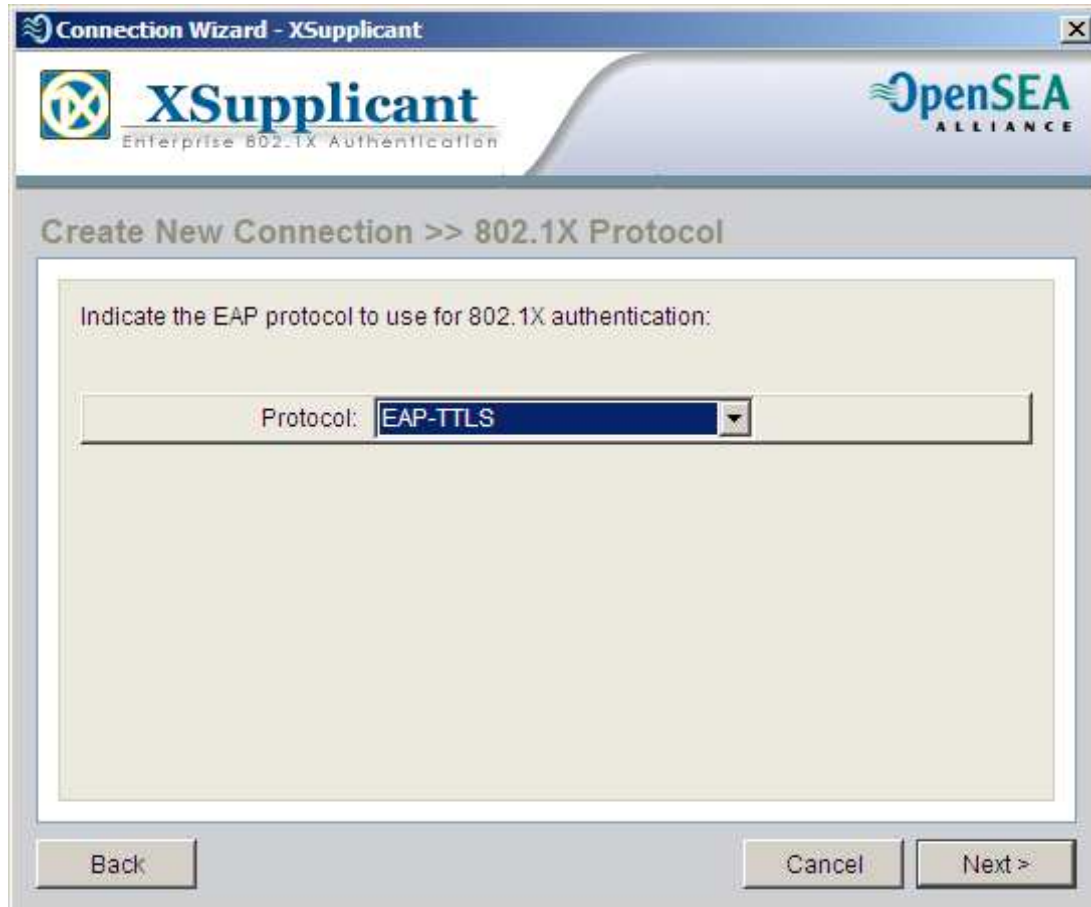 Connection Wizard - XSupplicant
1X
XSupplicant
Enterprise 802.1X Authentication
OpenSEA
ALLIANCE
Create New Connection >> 802.1X Protocol
Indicate the EAP protocol to use for 802.1X authentication:
Protocol: EAP-TTLS
Back Cancel Next >